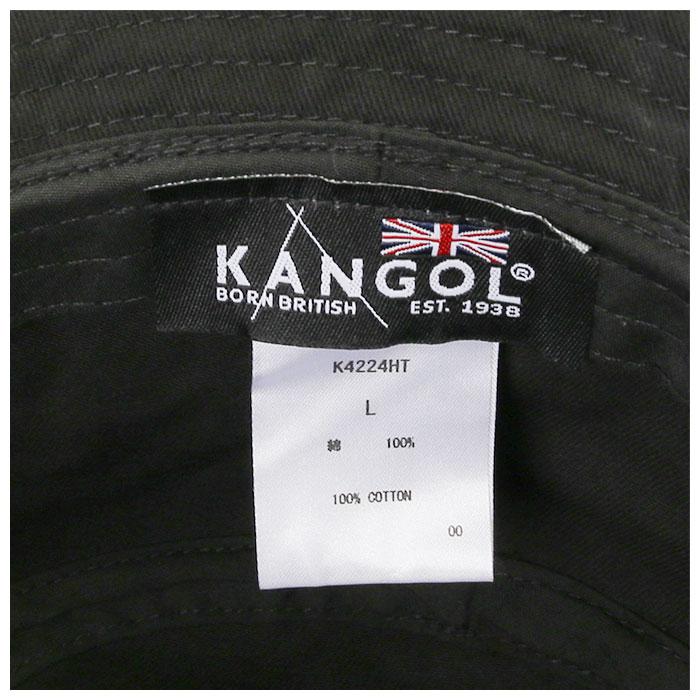 KANGOL®
BORN BRITISH EST. 1938
K4224HT
L
綿 100%
100% COTTON
00